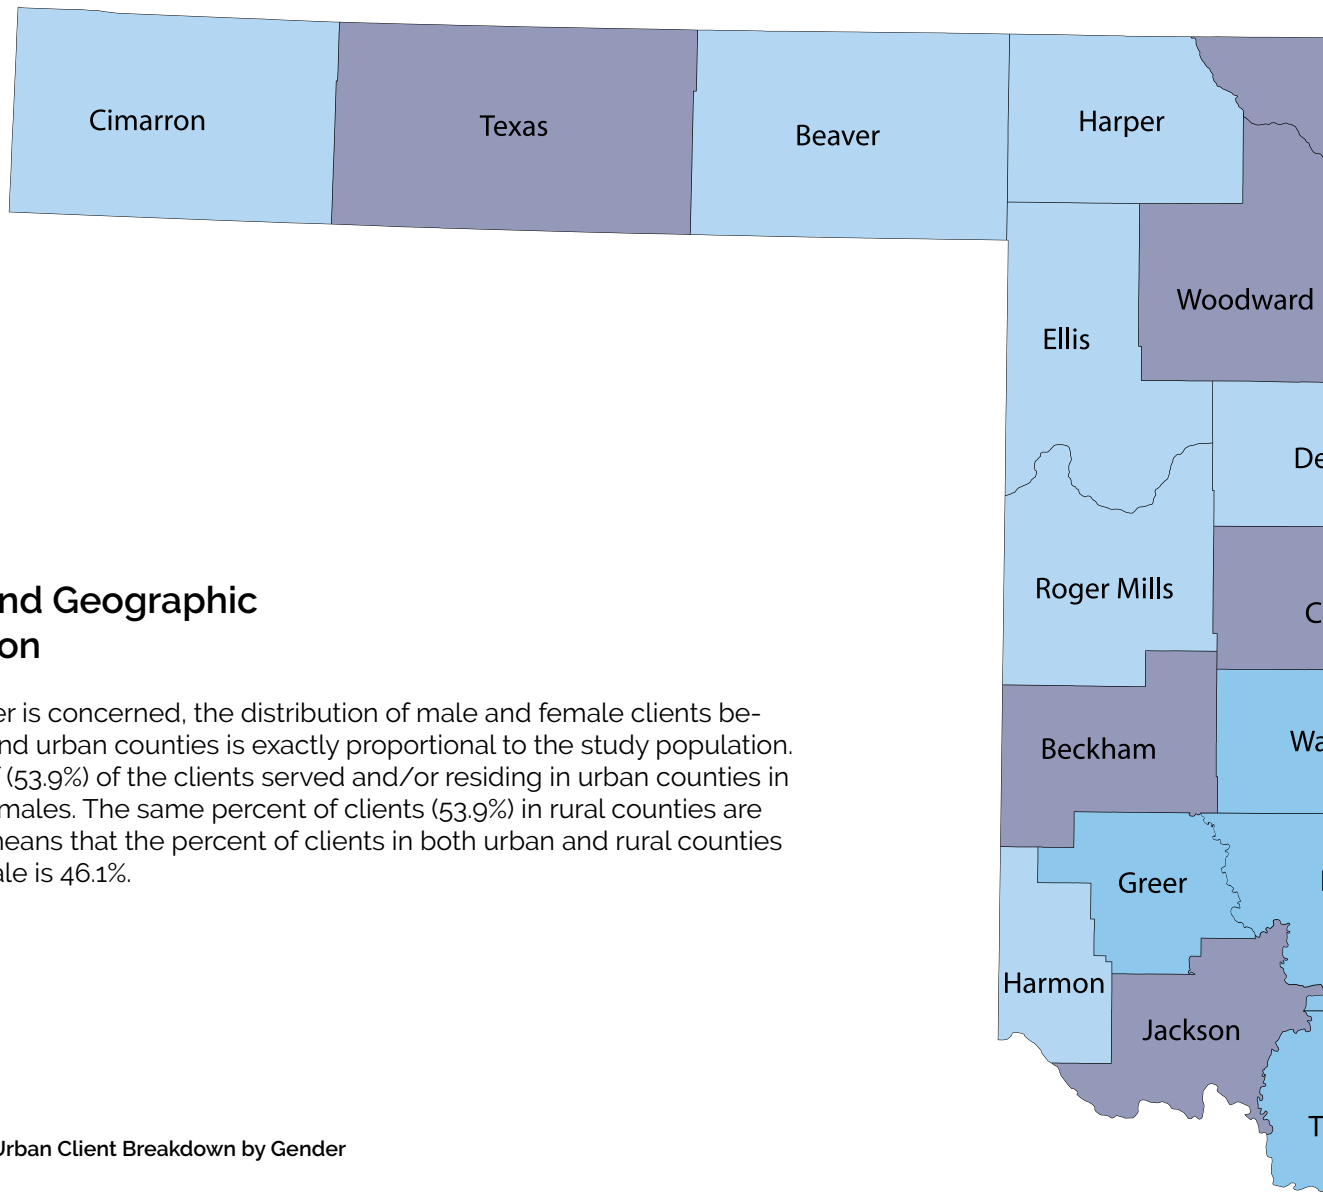 Cimarron
Texas
Beaver
Harper
Woodward
Ellis
De
Roger Mills
C
Beckham
Wa
Greer
Harmon
Jackson
T
nd Geographic
on
er is concerned, the distribution of male and female clients be-
nd urban counties is exactly proportional to the study population.
(53.9%) of the clients served and/or residing in urban counties in
males. The same percent of clients (53.9%) in rural counties are
means that the percent of clients in both urban and rural counties
ale is 46.1%.
Urban Client Breakdown by Gender